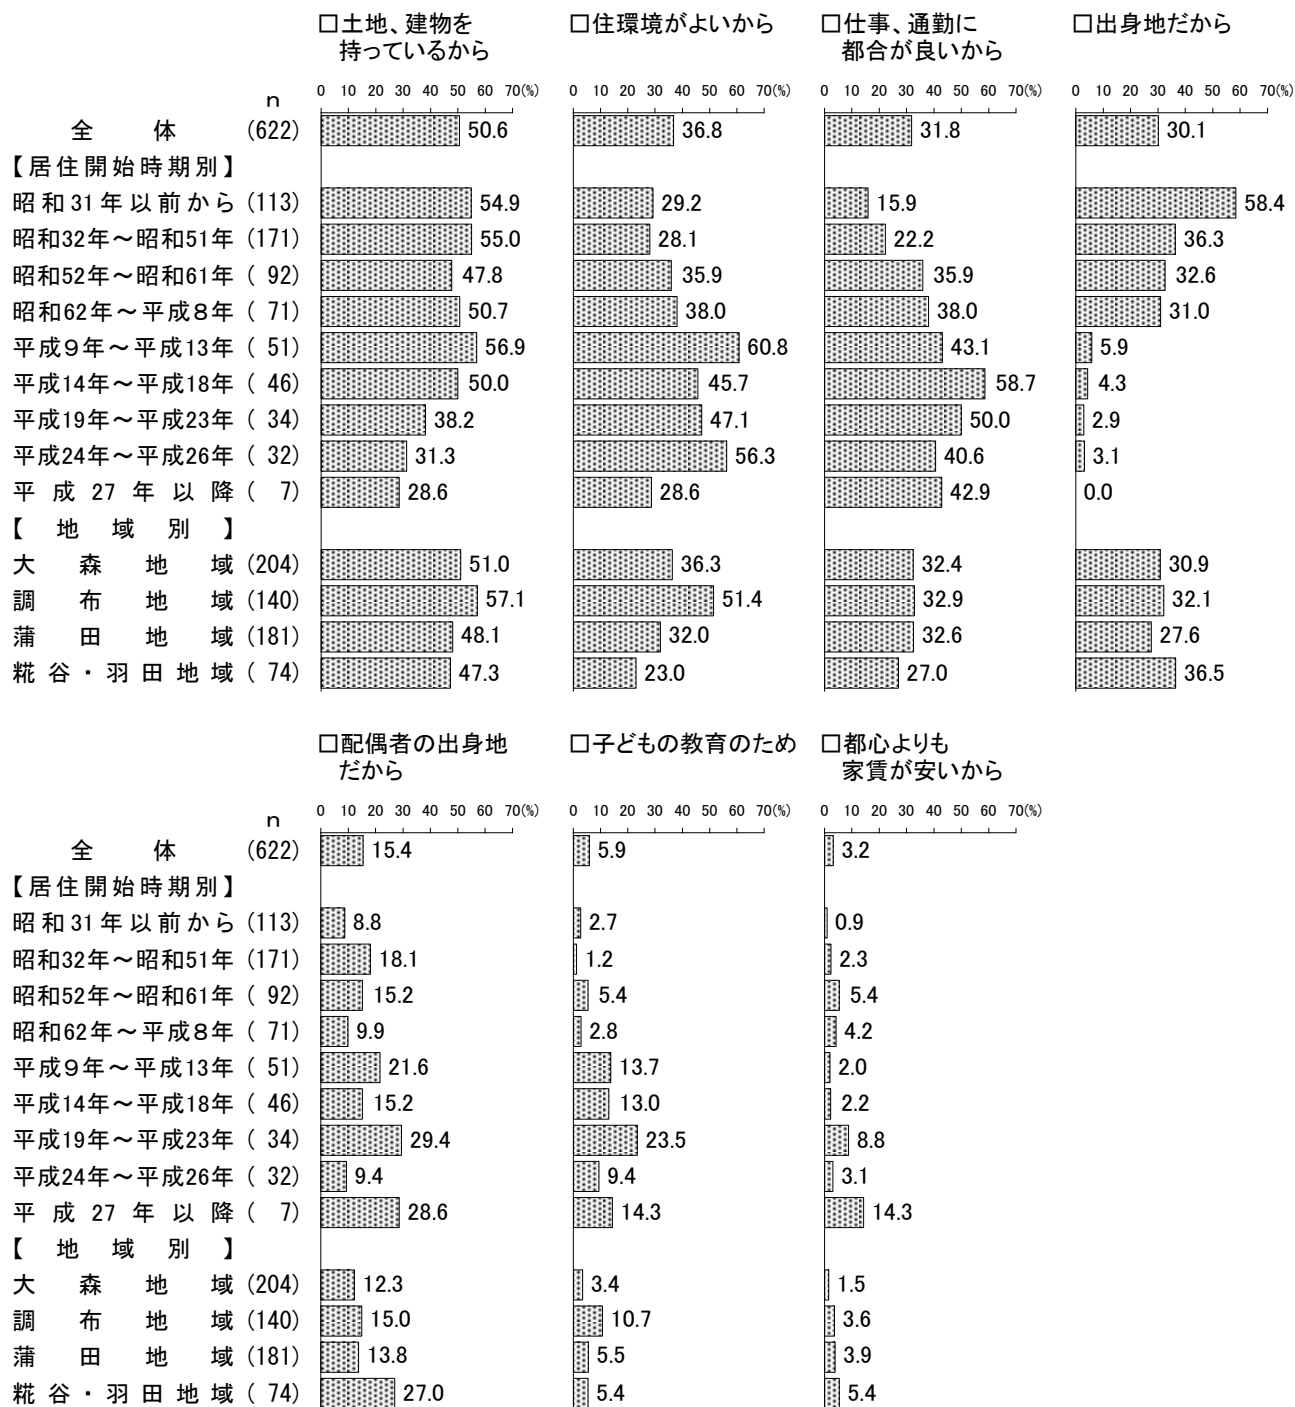 □土地、建物を　□住環境がよいから　□仕事、通勤に　□出身地だから
持っているから　都合が良いから
0 10 20 30 40 50 60 70(%) 0 10 20 30 40 50 60 70(%) 0 10 20 30 40 50 60 70(%) 0 10 20 30 40 50 60 70(%)
n
全体 (622) 50.6 36.8 31.8 30.1
【居住開始時期別】
昭和31年以前から (113) 54.9 29.2 15.9 58.4
昭和32年～昭和51年 (171) 55.0 28.1 22.2 36.3
昭和52年～昭和61年 ( 92) 47.8 35.9 35.9 32.6
昭和62年～平成８年 ( 71) 50.7 38.0 38.0 31.0
平成９年～平成13年 ( 51) 56.9 60.8 43.1 5.9
平成14年～平成18年 ( 46) 50.0 45.7 58.7 4.3
平成19年～平成23年 ( 34) 38.2 47.1 50.0 2.9
平成24年～平成26年 ( 32) 31.3 56.3 40.6 3.1
平成27年以降 ( 7) 28.6 28.6 42.9 0.0
【地域別】
大森地域 (204) 51.0 36.3 32.4 30.9
調布地域 (140) 57.1 51.4 32.9 32.1
蒲田地域 (181) 48.1 32.0 32.6 27.6
糀谷・羽田地域 ( 74) 47.3 23.0 27.0 36.5
□配偶者の出身地　□子どもの教育のため　□都心よりも
だから　家賃が安いから
0 10 20 30 40 50 60 70(%) 0 10 20 30 40 50 60 70(%) 0 10 20 30 40 50 60 70(%)
n
全体 (622) 15.4 5.9 3.2
【居住開始時期別】
昭和31年以前から (113) 8.8 2.7 0.9
昭和32年～昭和51年 (171) 18.1 1.2 2.3
昭和52年～昭和61年 ( 92) 15.2 5.4 5.4
昭和62年～平成８年 ( 71) 9.9 2.8 4.2
平成９年～平成13年 ( 51) 21.6 13.7 2.0
平成14年～平成18年 ( 46) 15.2 13.0 2.2
平成19年～平成23年 ( 34) 29.4 23.5 8.8
平成24年～平成26年 ( 32) 9.4 9.4 3.1
平成27年以降 ( 7) 28.6 14.3 14.3
【地域別】
大森地域 (204) 12.3 3.4 1.5
調布地域 (140) 15.0 10.7 3.6
蒲田地域 (181) 13.8 5.5 3.9
糀谷・羽田地域 ( 74) 27.0 5.4 5.4